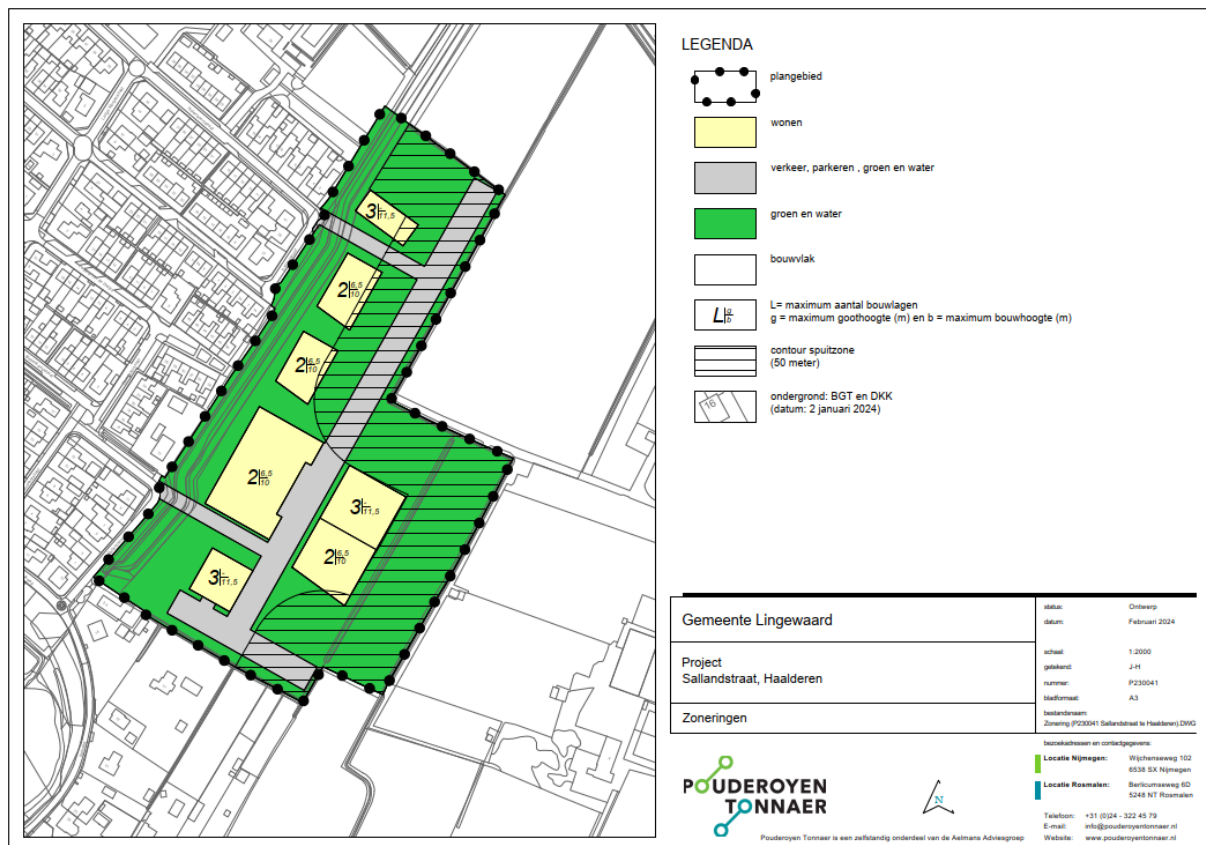 3 - 11,5
2 6,5 10
2 6,5 10
2 6,5 10
3 - 11,5
2 6,5 10
3 - 11,5
LEGENDA
plangebied
wonen
verkeer, parkeren , groen en water
groen en water
bouwvlak
L g b
L= maximum aantal bouwlagen
g = maximum goothoogte (m) en b = maximum bouwhoogte (m)
contour spuitzone
(50 meter)
16
ondergrond: BGT en DKK
(datum: 2 januari 2024)
Gemeente Lingewaard
Project
Sallandstraat, Haalderen
Zoneringen
status: Ontwerp
datum: Februari 2024
schaal: 1:2000
getekend: J-H
nummer: P230041
bladformaat: A3
bestandsnaam:
Zonering (P230041 Sallandstraat te Haalderen).DWG
bezoekadressen en contactgegevens:
Locatie Nijmegen: Wijchenseweg 102
6538 SX Nijmegen
Locatie Rosmalen: Berlicumseweg 6D
5248 NT Rosmalen
Telefoon: +31 (0)24 - 322 45 79
E-mail: info@pouderoyentonnaer.nl
Website: www.pouderoyentonnaer.nl
POUDEROYEN
TONNAER
N
Pouderoyen Tonnaer is een zelfstandig onderdeel van de Aelmans Adviesgroep